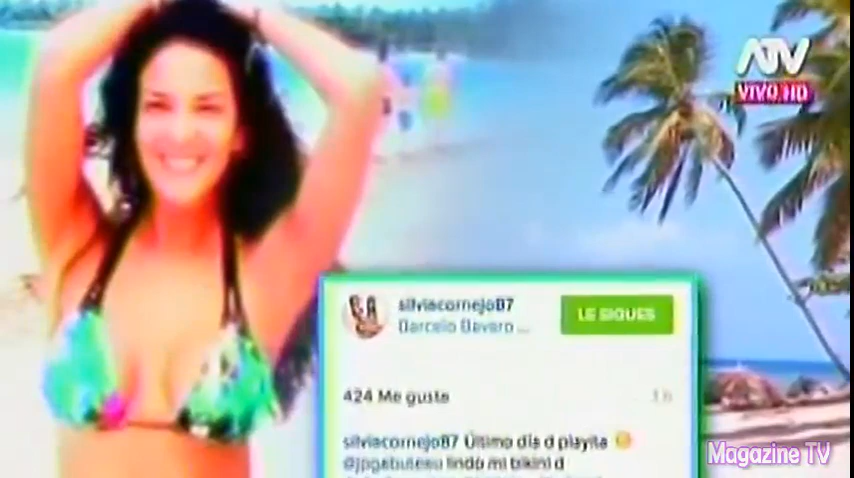 ATV
VIVO.HD
silviacornejo87
Barcelo Bavaro ...
LE SIGUES
424 Me gusta
silviacornejo87 Último día d playita
lindo mi bikini d
Magazine TV